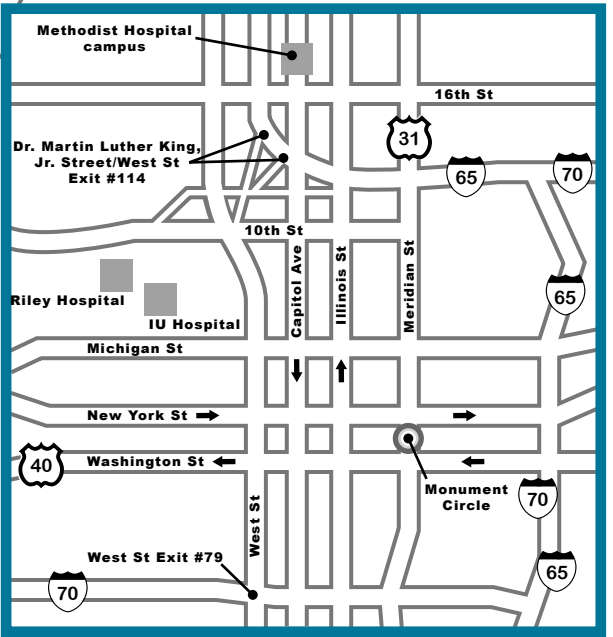 Methodist Hospital
campus
16th St
31
Dr. Martin Luther King,
Jr. Street/West St
Exit #114
65
70
10th St
Capitol Ave
Illinois St
Meridian St
65
Riley Hospital
IU Hospital
Michigan St
New York St
40
Washington St
Monument
Circle
70
West St
West St Exit #79
65
70